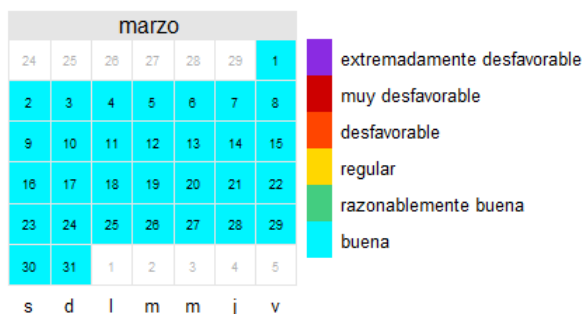 marzo
24 25 26 27 28 29 1
2 3 4 5 6 7 8
9 10 11 12 13 14 15
16 17 18 19 20 21 22
23 24 25 26 27 28 29
30 31 1 2 3 4 5
s d l m m j v
extremadamente desfavorable
muy desfavorable
desfavorable
regular
razonablemente buena
buena